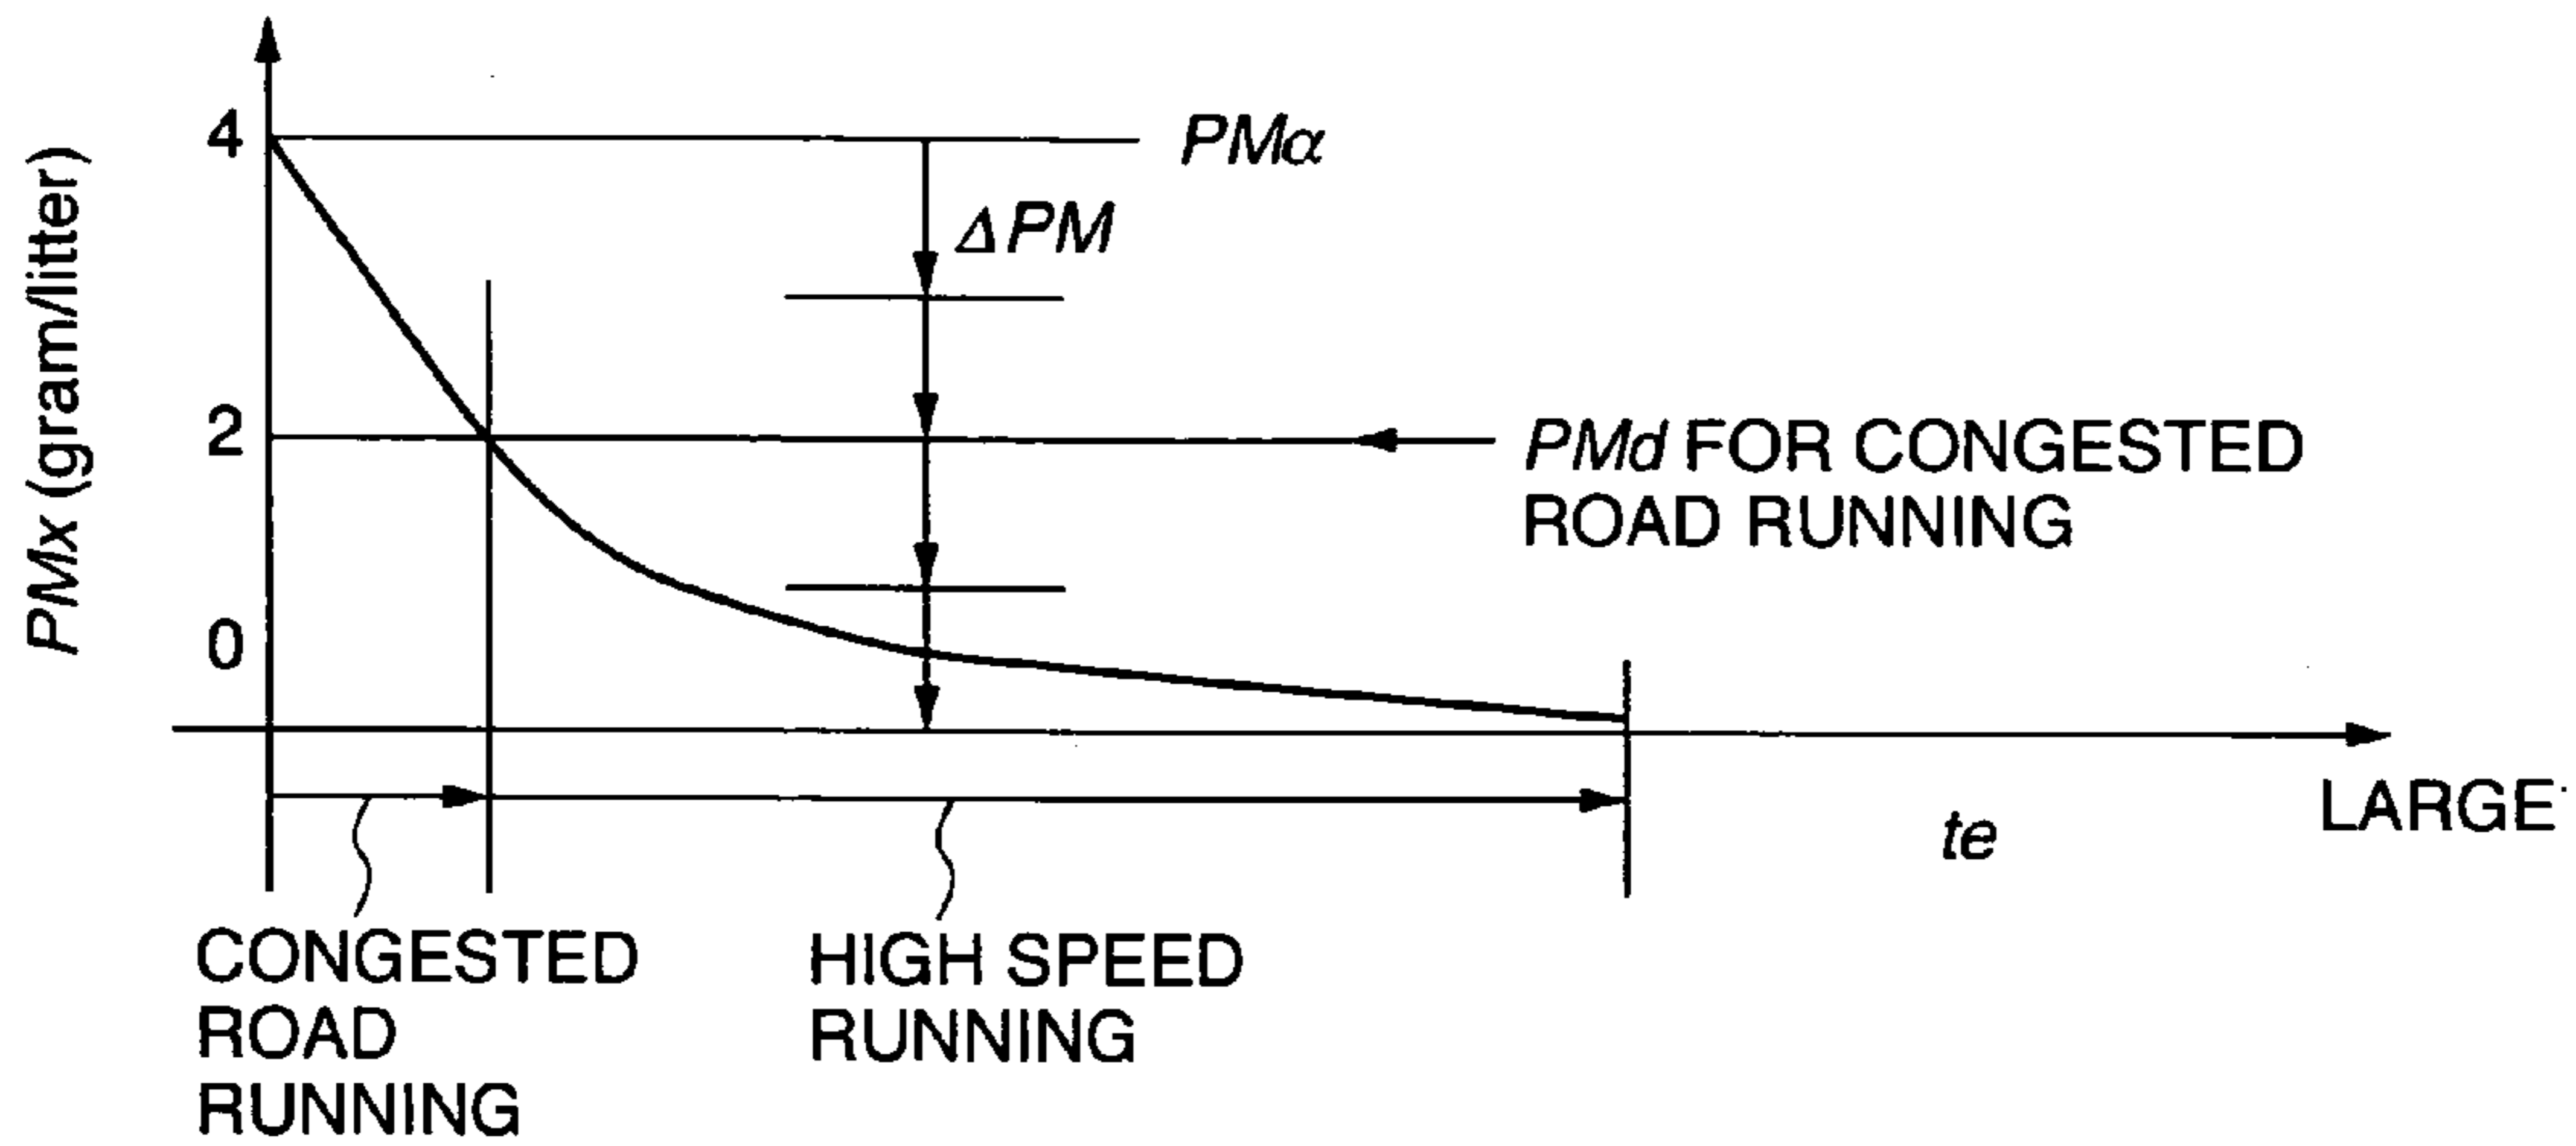 PMx (gram/litter)
4
2
0
PMα
ΔPM
PMd FOR CONGESTED
ROAD RUNNING
te
LARGE
CONGESTED
ROAD
RUNNING
HIGH SPEED
RUNNING